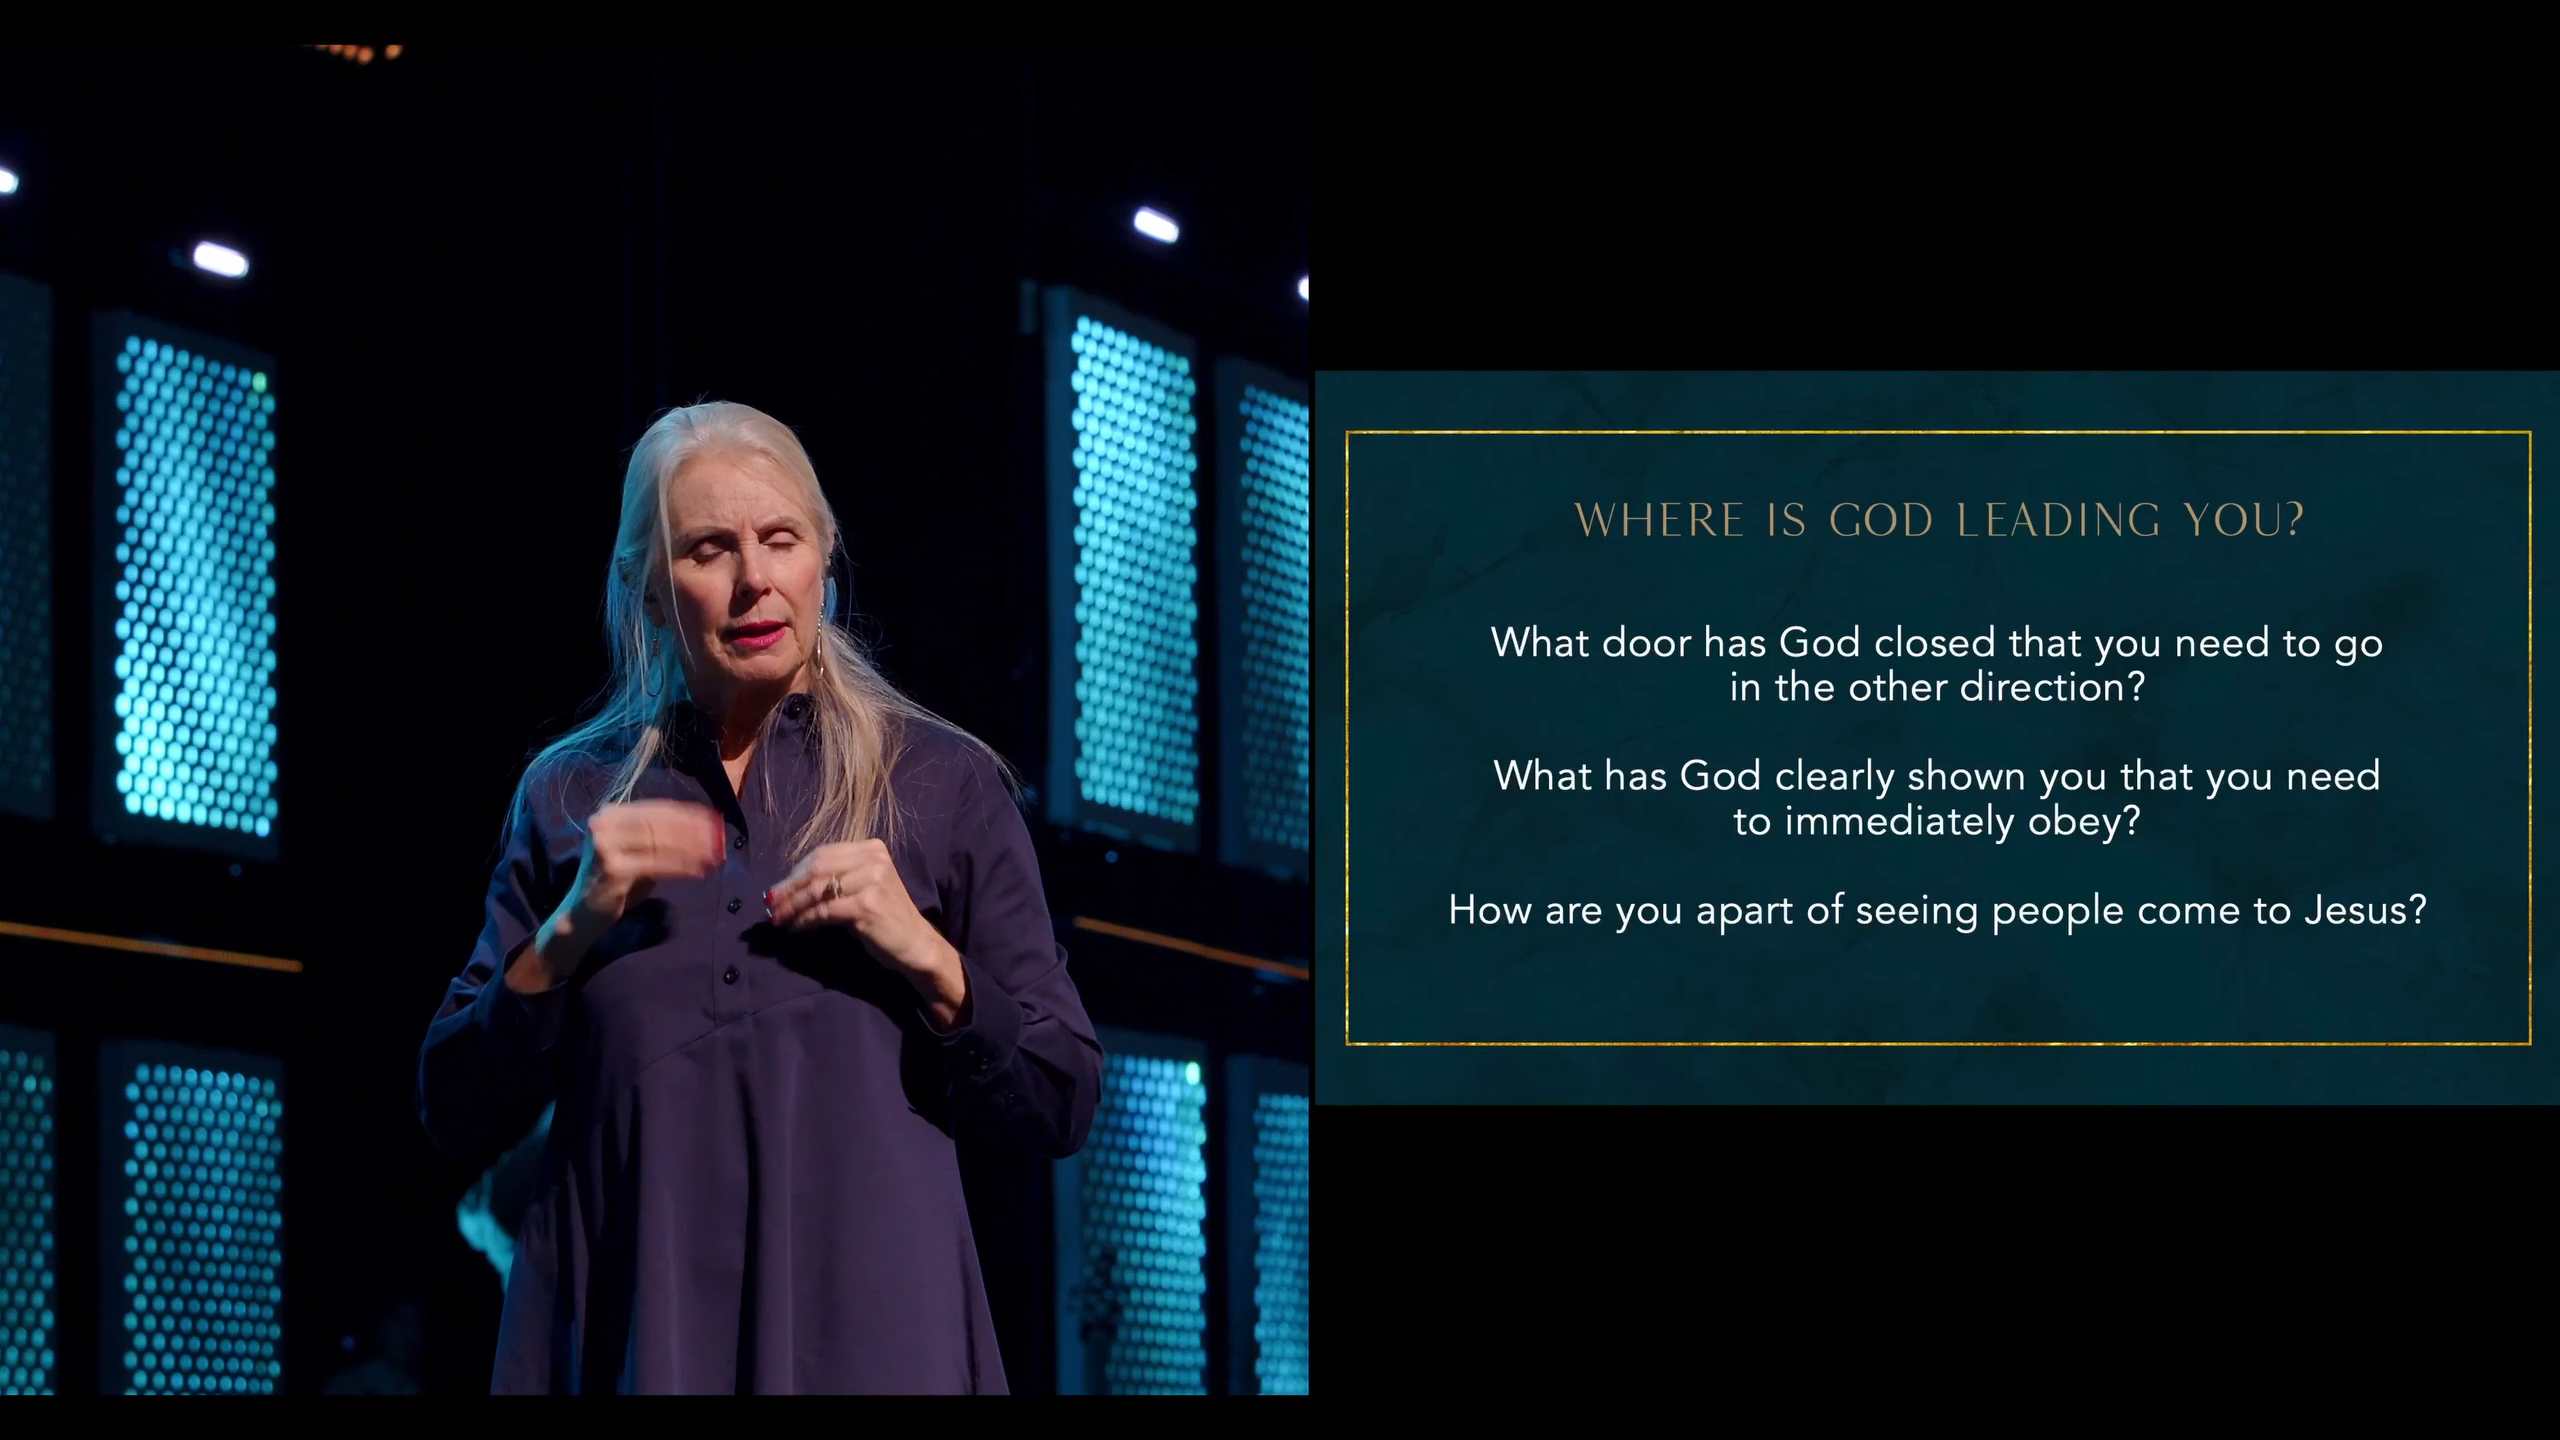 WHERE IS GOD LEADING YOU?
What door has God closed that you need to go
in the other direction?
What has God clearly shown you that you need
to immediately obey?
How are you apart of seeing people come to Jesus?